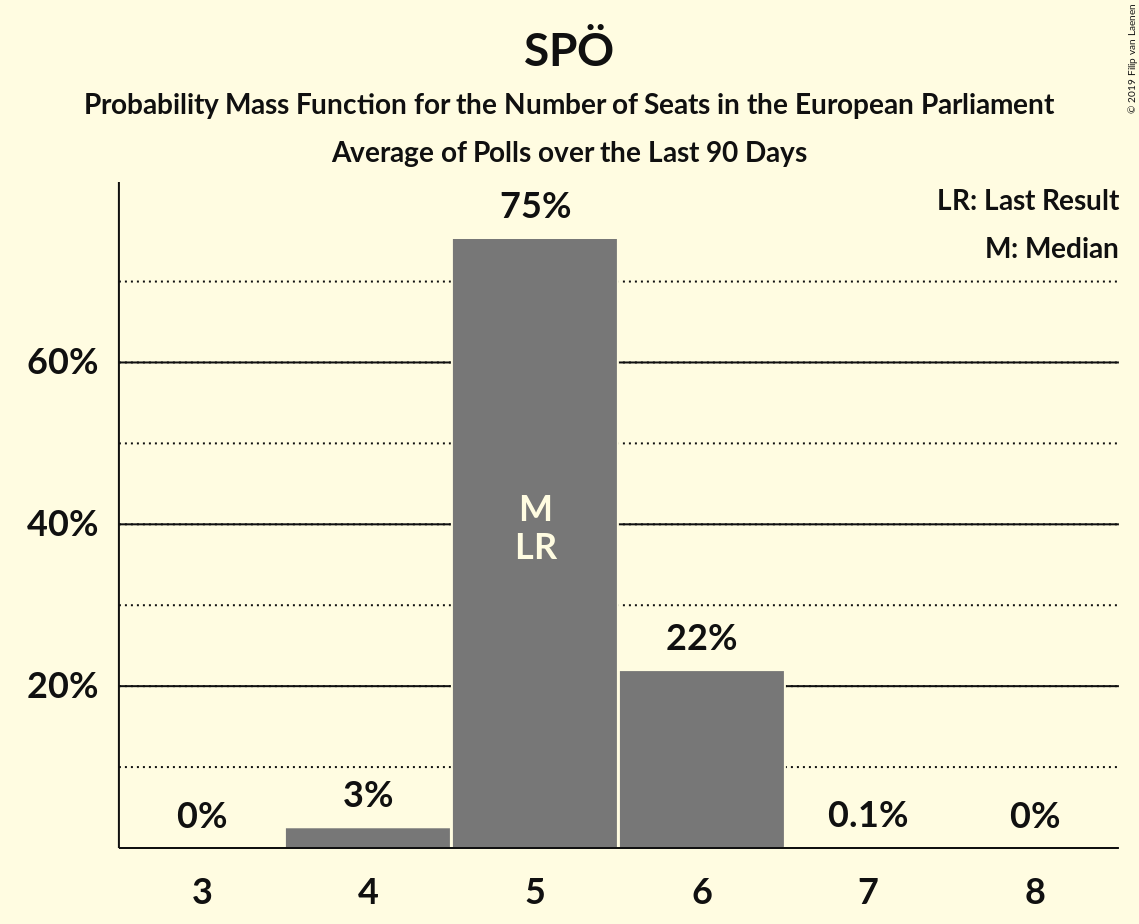 SPÖ
Probability Mass Function for the Number of Seats in the European Parliament
Average of Polls over the Last 90 Days
© 2019 Filip van Laenen
LR: Last Result
M: Median
75%
60%
M
40%
LR
22%
20%
3%
0%
0.1%
0%
3 4 5 6 7 8